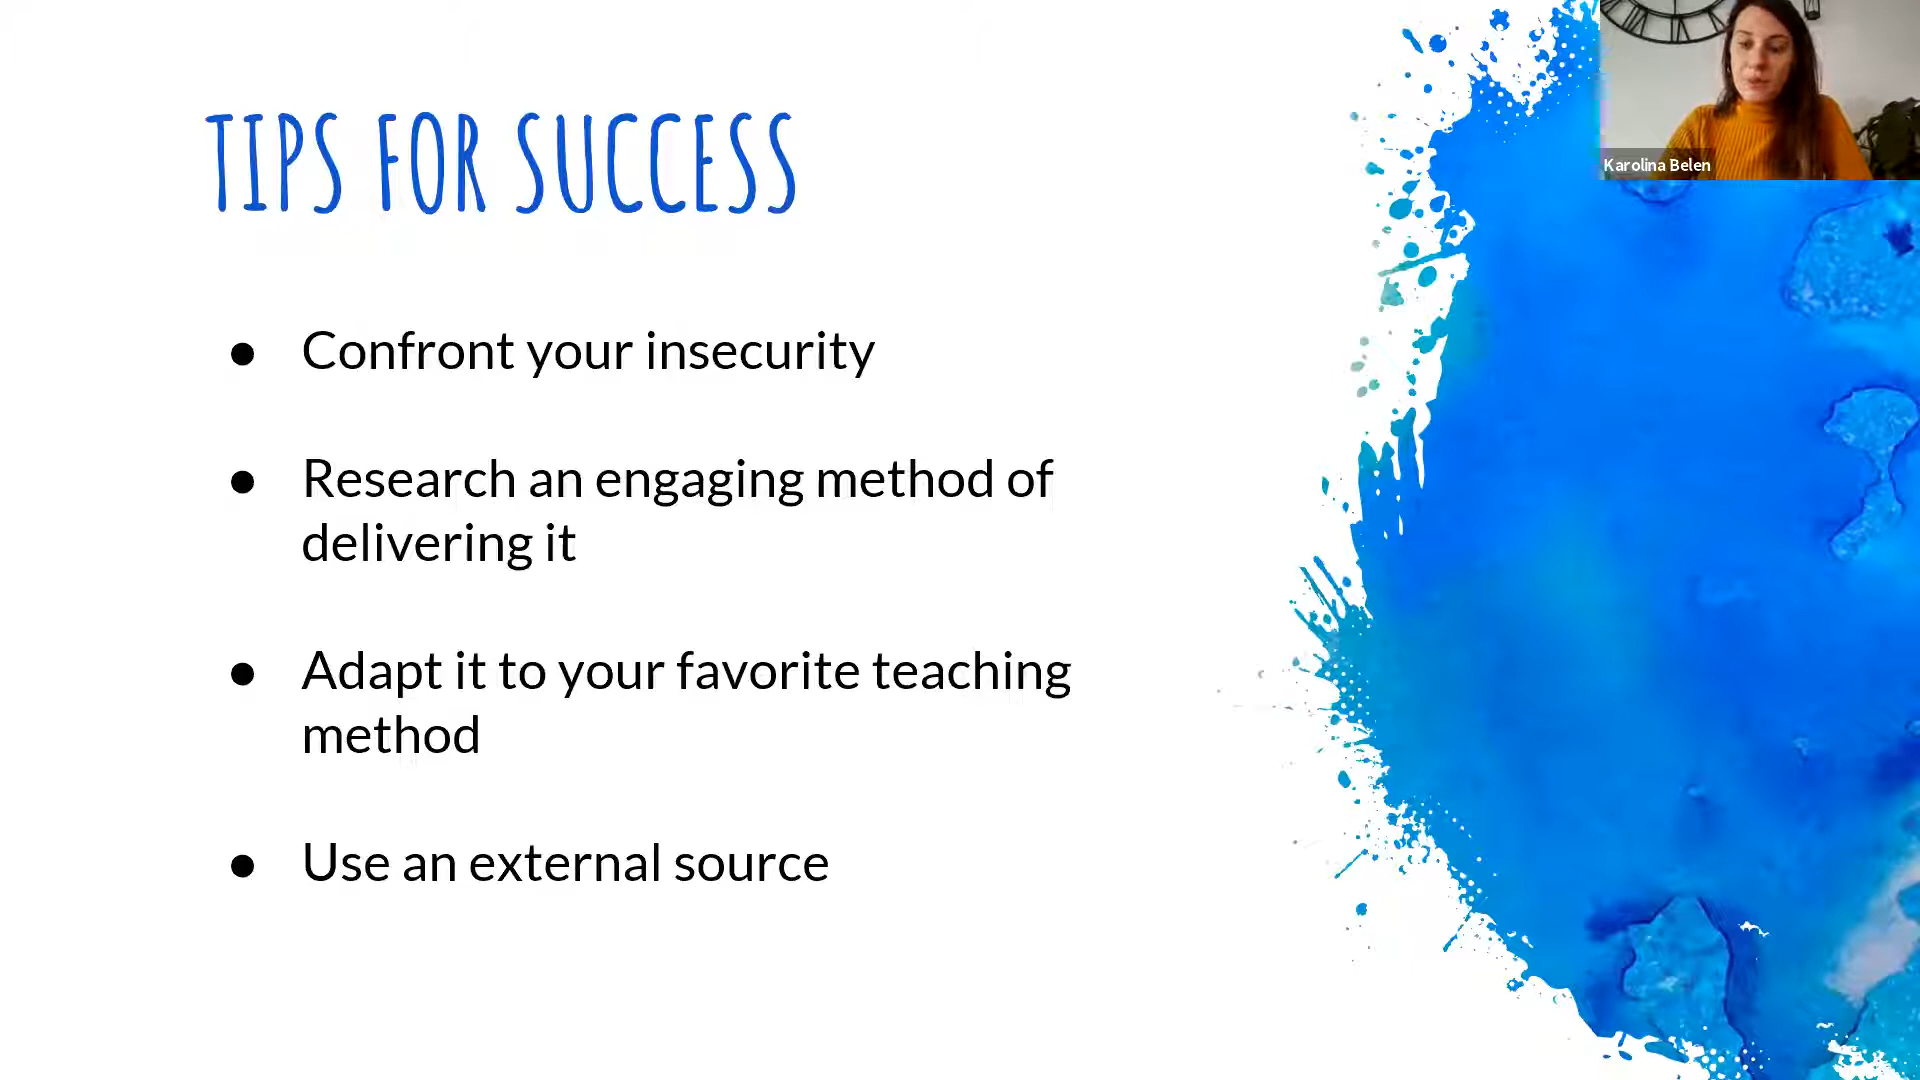 TIPS FOR SUCCESS
Karolina Belen
● Confront your insecurity
● Research an engaging method of
delivering it
● Adapt it to your favorite teaching
method
● Use an external source